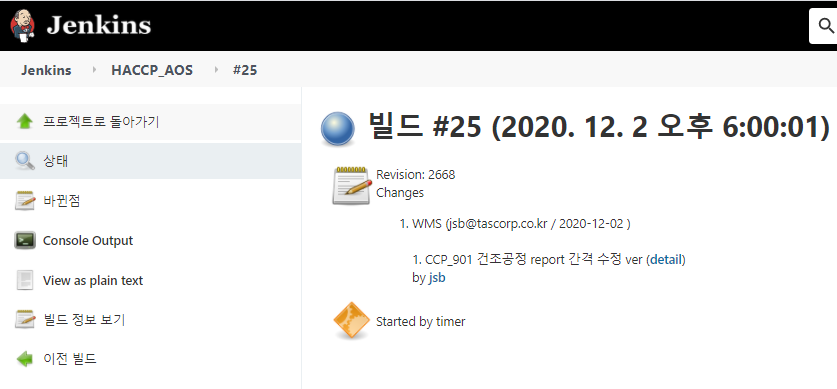 Jenkins
Jenkins HACCP_AOS #25
프로젝트로 돌아가기
상태
바뀐점
Console Output
View as plain text
빌드 정보 보기
이전 빌드
빌드 #25 (2020. 12. 2 오후 6:00:01)
Revision: 2668
Changes
1. WMS (jsb@tascorp.co.kr / 2020-12-02 )
1. CCP_901 건조공정 report 간격 수정 ver (detail)
by jsb
Started by timer